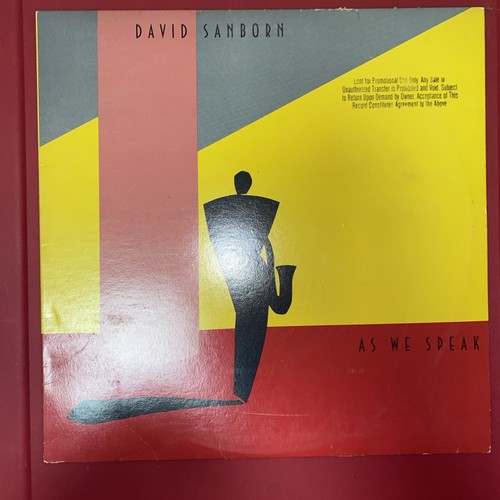 DAVID SANBORN
Lent for Promotional Use Only. Any Sale or
Unauthorized Transfer is Prohibited and Void. Subject
to Return Upon Demand by Owner. Acceptance of This
Record Constitutes Agreement to the Above
AS WE SPEAK